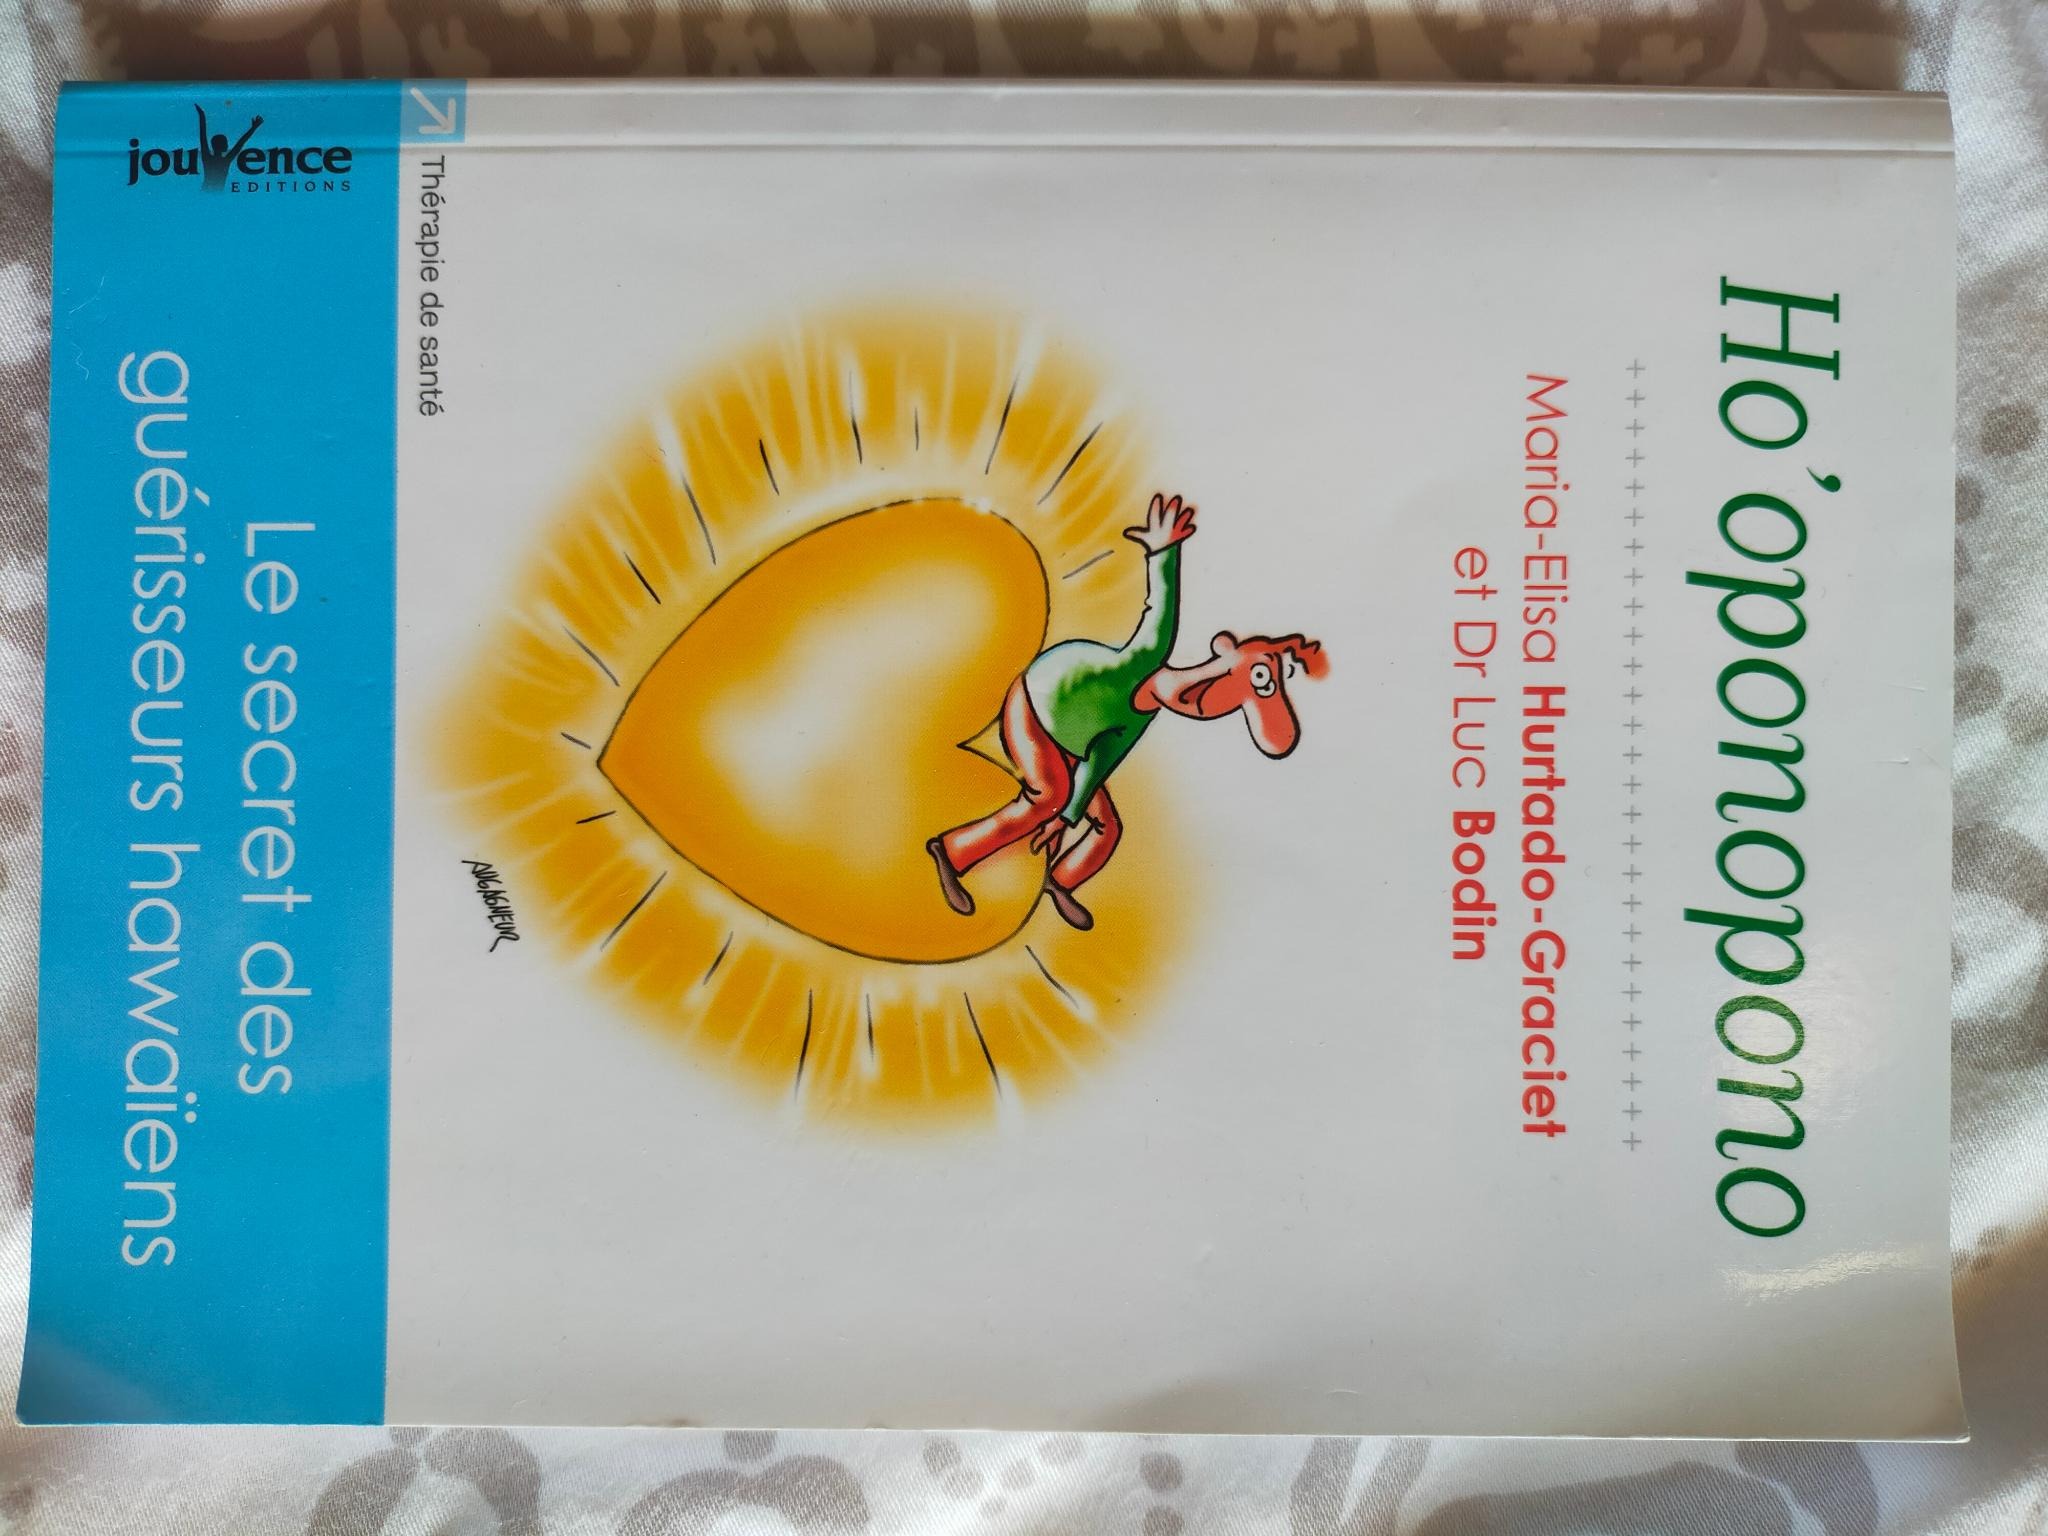 Ho'oponopono
+++++++++++++++++++++++++++
Maria-Elisa Hurtado-Graciet
et Dr Luc Bodin
AUGAGNEUR
Thérapie de santé
Le secret des
guérisseurs hawaïens
jouvence
EDITIONS